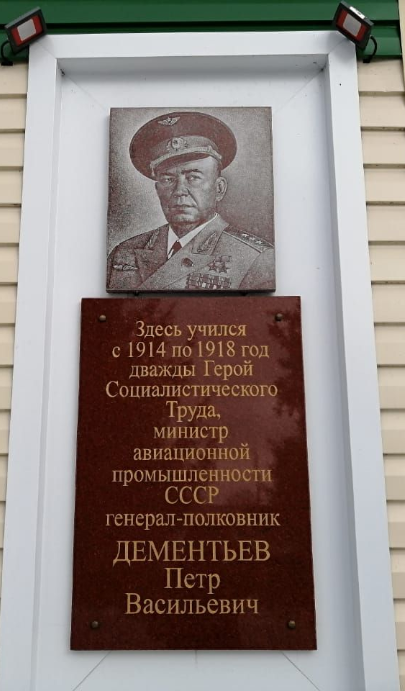 Здесь учился
с 1914 по 1918 год
дважды Герой
Социалистического
Труда,
министр
авиационной
промышленности
СССР
генерал-полковник
ДЕМЕНТЬЕВ
Петр
Васильевич